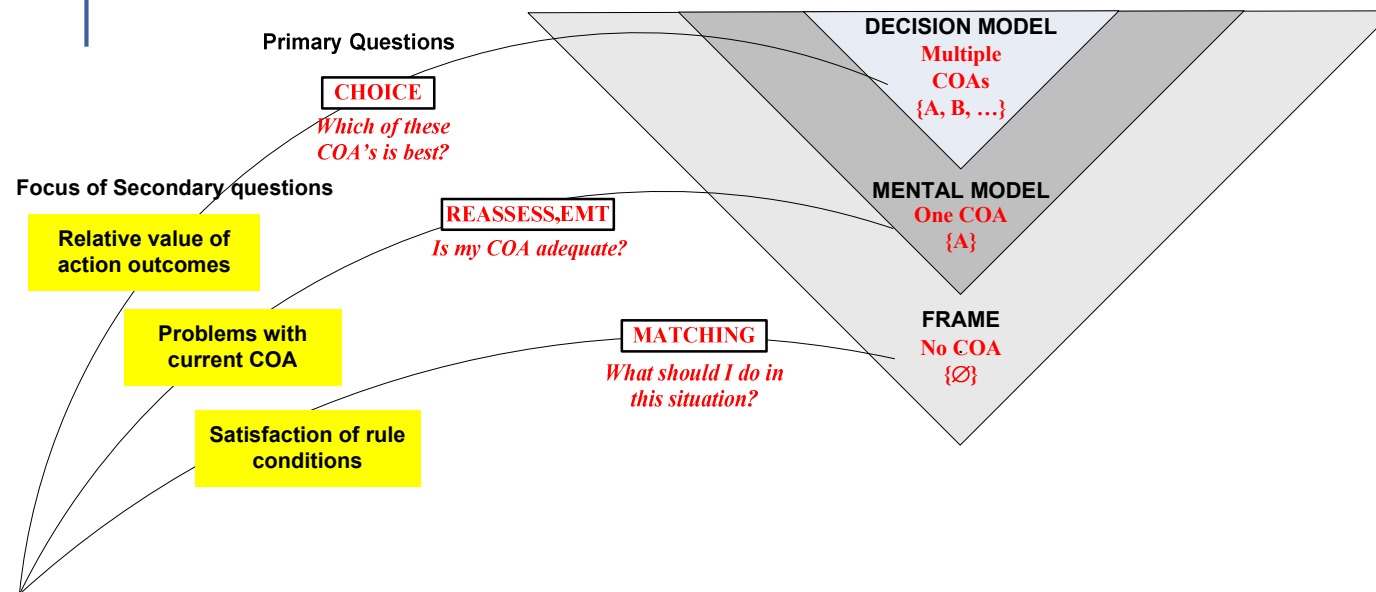 Primary Questions
CHOICE
Which of these
COA's is best?
Focus of Secondary questions
Relative value of
action outcomes
REASSESS,EMT
Is my COA adequate?
Problems with
current COA
MATCHING
What should I do in
this situation?
Satisfaction of rule
conditions
DECISION MODEL
Multiple
COAs
{A, B, …}
MENTAL MODEL
One COA
{A}
FRAME
No COA
{∅}